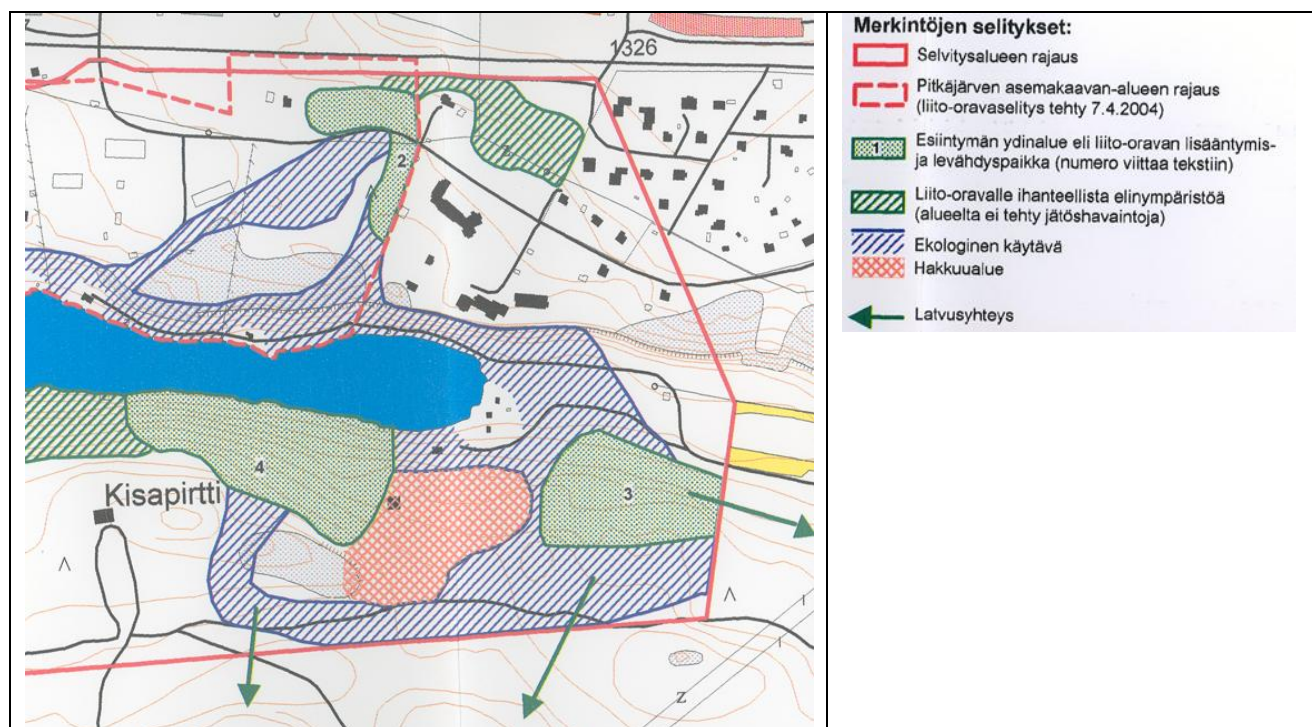 1326
2
4
3
Kisapirtti
Z
Merkintöjen selitykset:
Selvitysalueen rajaus
Pitkäjärven asemakaavan-alueen rajaus
(liito-oravaselitys tehty 7.4.2004)
1
Esiintymän ydinalue eli liito-oravan lisääntymis-
ja levähdyspaikka (numero viittaa tekstiin)
Liito-oravalle ihanteellista elinympäristöä
(alueelta ei tehty jätöshavaintoja)
Ekologinen käytävä
Hakkuualue
Latvusyhteys